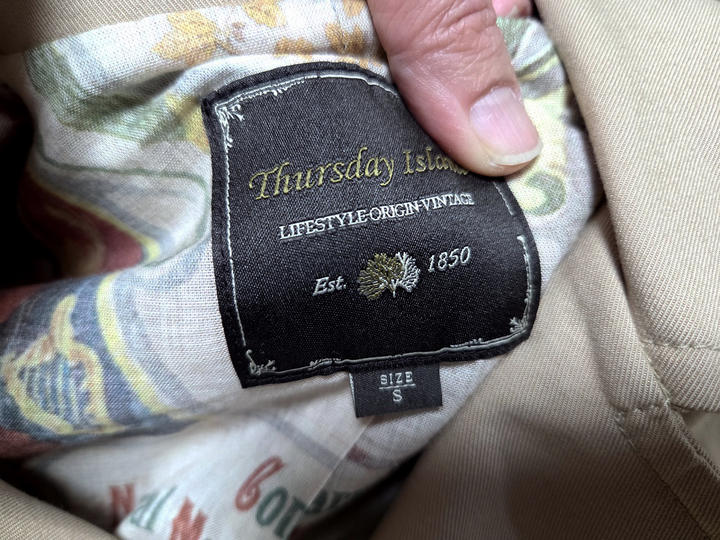 Thursday
LIFESTYLE·ORIGIN·VINTAGE
Est. 1850
SIZE
S